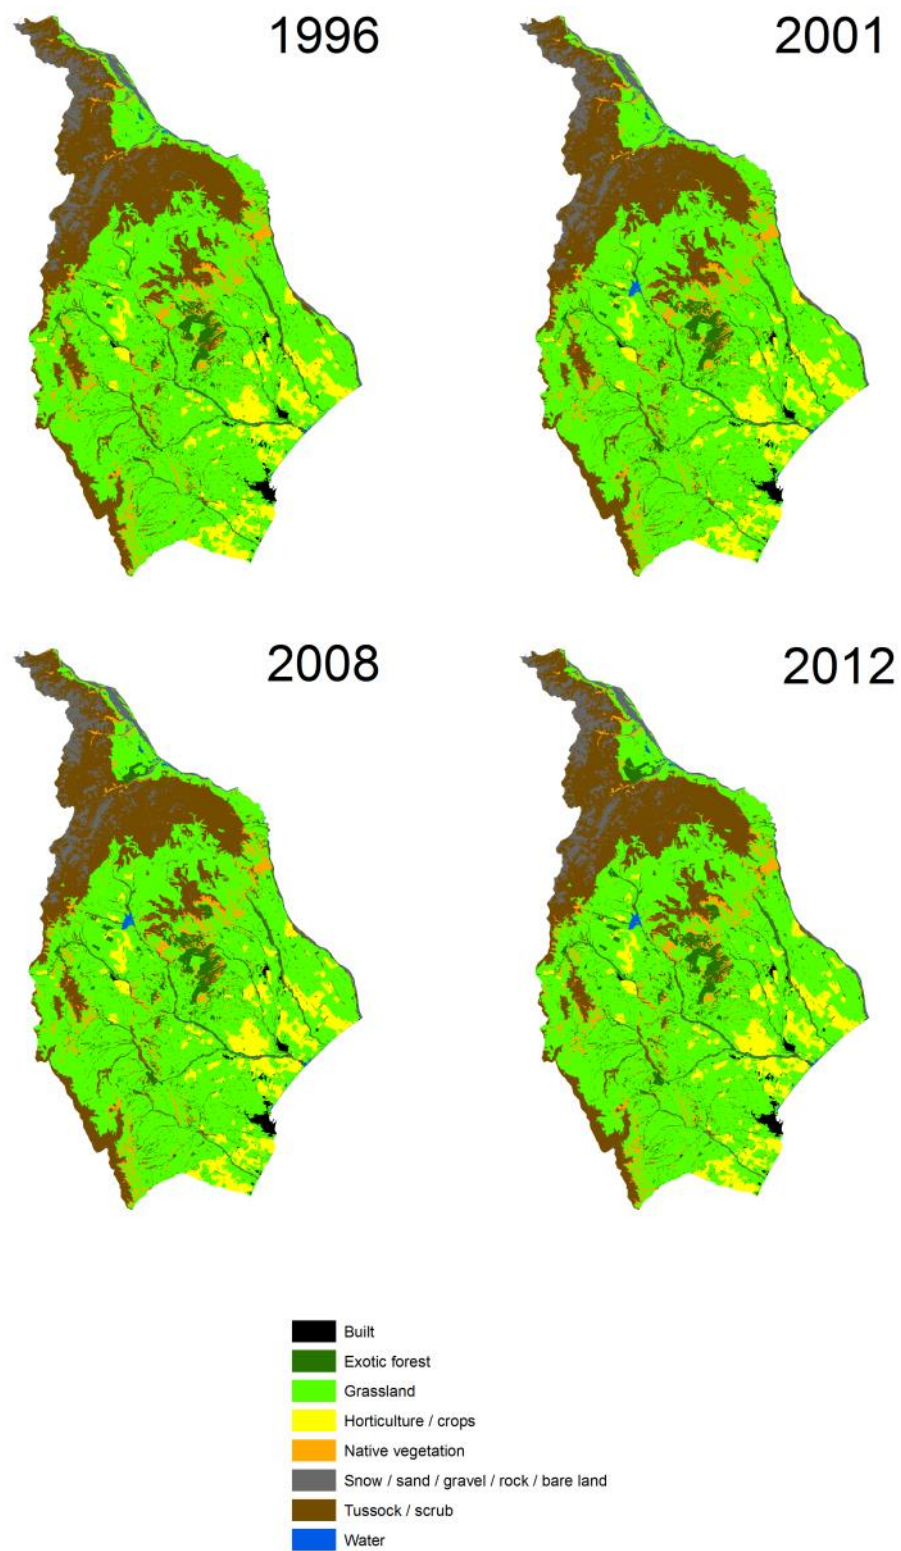 1996
2001
2008
2012
Built
Exotic forest
Grassland
Horticulture / crops
Native vegetation
Snow / sand / gravel / rock / bare land
Tussock / scrub
Water